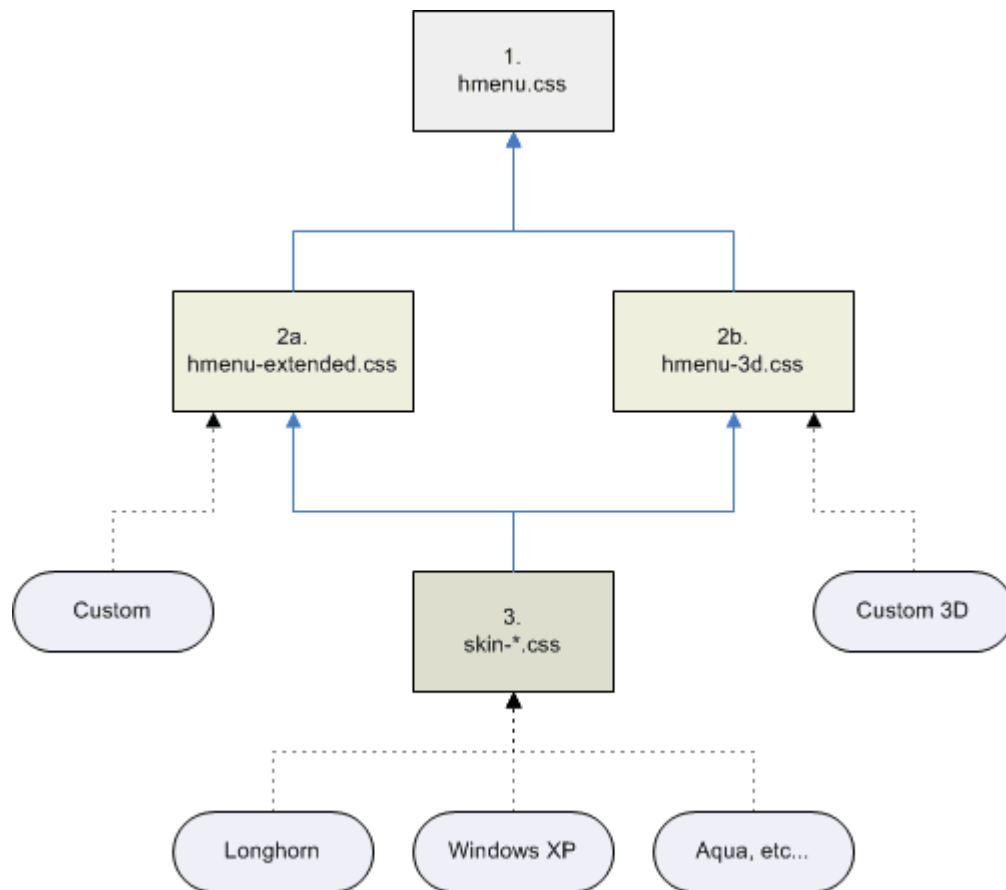 1.
hmenu.css
2a.
hmenu-extended.css
2b.
hmenu-3d.css
Custom
3.
skin-*.css
Custom 3D
Longhorn
Windows XP
Aqua, etc...